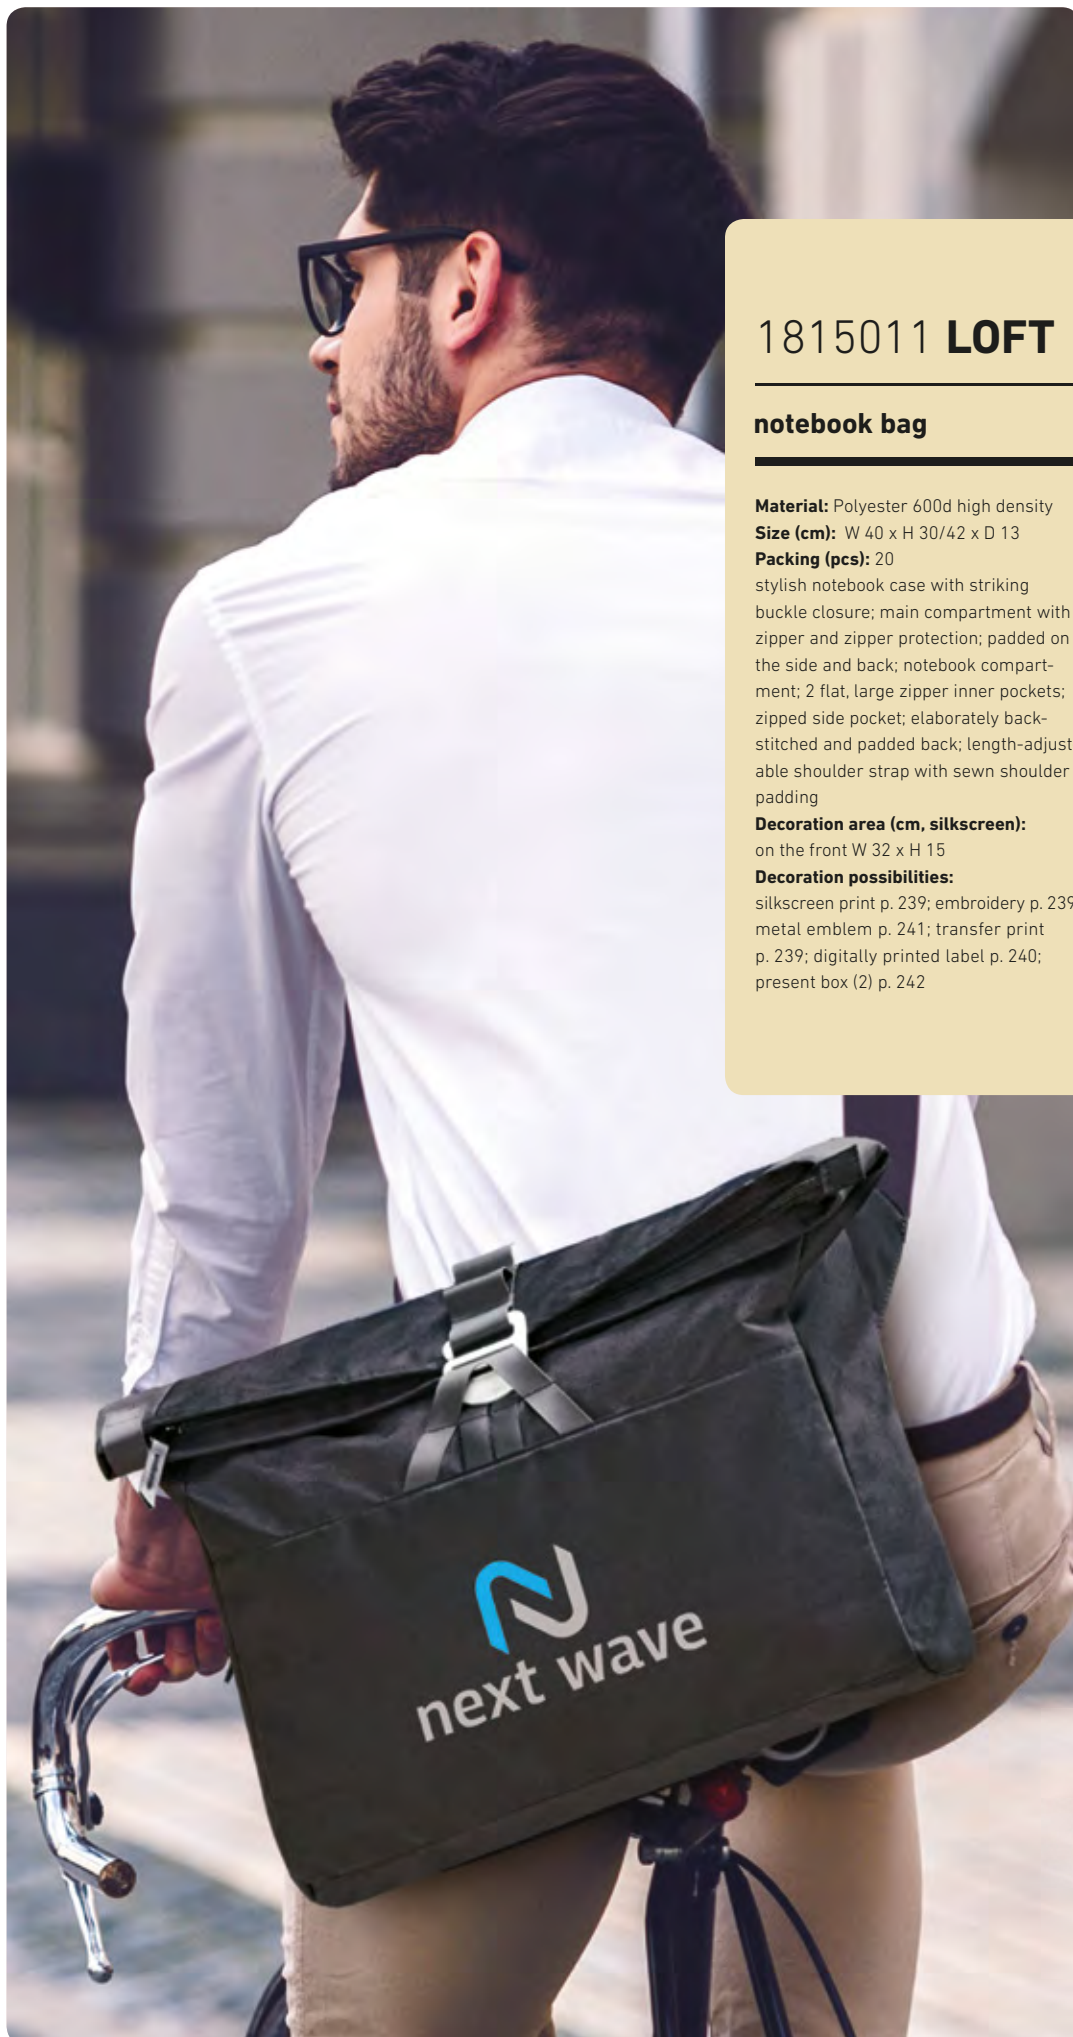 1815011 LOFT
notebook bag
Material: Polyester 600d high density
Size (cm): W 40 x H 30/42 x D 13
Packing (pcs): 20
stylish notebook case with striking
buckle closure; main compartment with
zipper and zipper protection; padded on
the side and back; notebook compart-
ment; 2 flat, large zipper inner pockets;
zipped side pocket; elaborately back-
stitched and padded back; length-adjust
able shoulder strap with sewn shoulder
padding
Decoration area (cm, silkscreen):
on the front W 32 x H 15
Decoration possibilities:
silkscreen print p. 239; embroidery p. 239
metal emblem p. 241; transfer print
p. 239; digitally printed label p. 240;
present box (2) p. 242
next wave